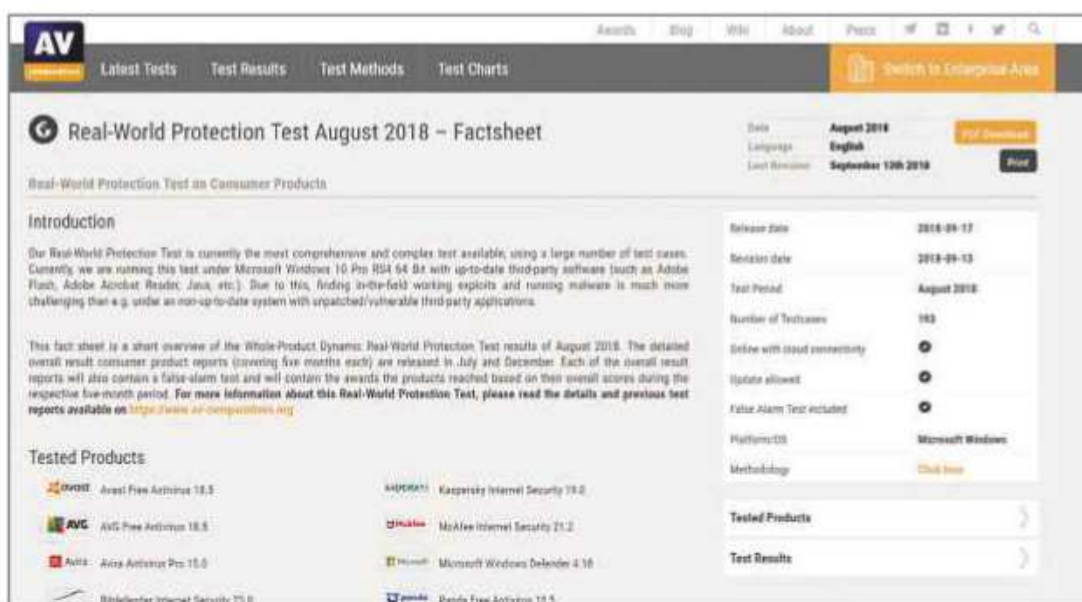 Awards Blog Wiki About Press
AV
Latest Tests Test Results Test Methods Test Charts
Switch to Enterprise Area
Real-World Protection Test August 2018 – Factsheet
Date August 2018
Language English
Last Revision September 13th 2018
PDF Download
Print
Real-World Protection Test on Consumer Products
Introduction
Our Real-World Protection Test is currently the most comprehensive and complex test available, using a large number of test cases.
Currently, we are running this test under Microsoft Windows 10 Pro RS4 64 Bit with up-to-date third-party software (such as Adobe
Flash, Adobe Acrobat Reader, Java, etc.). Due to this, finding in-the-field working exploits and running malware is much more
challenging than e.g. under an non-up-to-date system with unpatched/vulnerable third-party applications.
This fact sheet is a short overview of the Whole-Product Dynamic Real-World Protection Test results of August 2018. The detailed
overall result consumer product reports (covering five months each) are released in July and December. Each of the overall result
reports will also contain a false-alarm test and will contain the awards the products reached based on their overall scores during the
respective five-month period. For more information about this Real-World Protection Test, please read the details and previous test
reports available on https://www.av-comparatives.org
Tested Products
avast Avast Free Antivirus 18.5
AVG AVG Free Antivirus 18.5
Avira Avira Antivirus Pro 15.0
Bitdefender Internet Security 23.0
KASPERSKY Kaspersky Internet Security 19.0
McAfee McAfee Internet Security 21.2
Microsoft Microsoft Windows Defender 4.18
panda Panda Free Antivirus 18.5
Release date 2018-09-17
Revision date 2018-09-13
Test Period August 2018
Number of Testcases 193
Online with cloud connectivity
Update allowed
False Alarm Test included
Platform/OS Microsoft Windows
Methodology Click here
Tested Products
Test Results